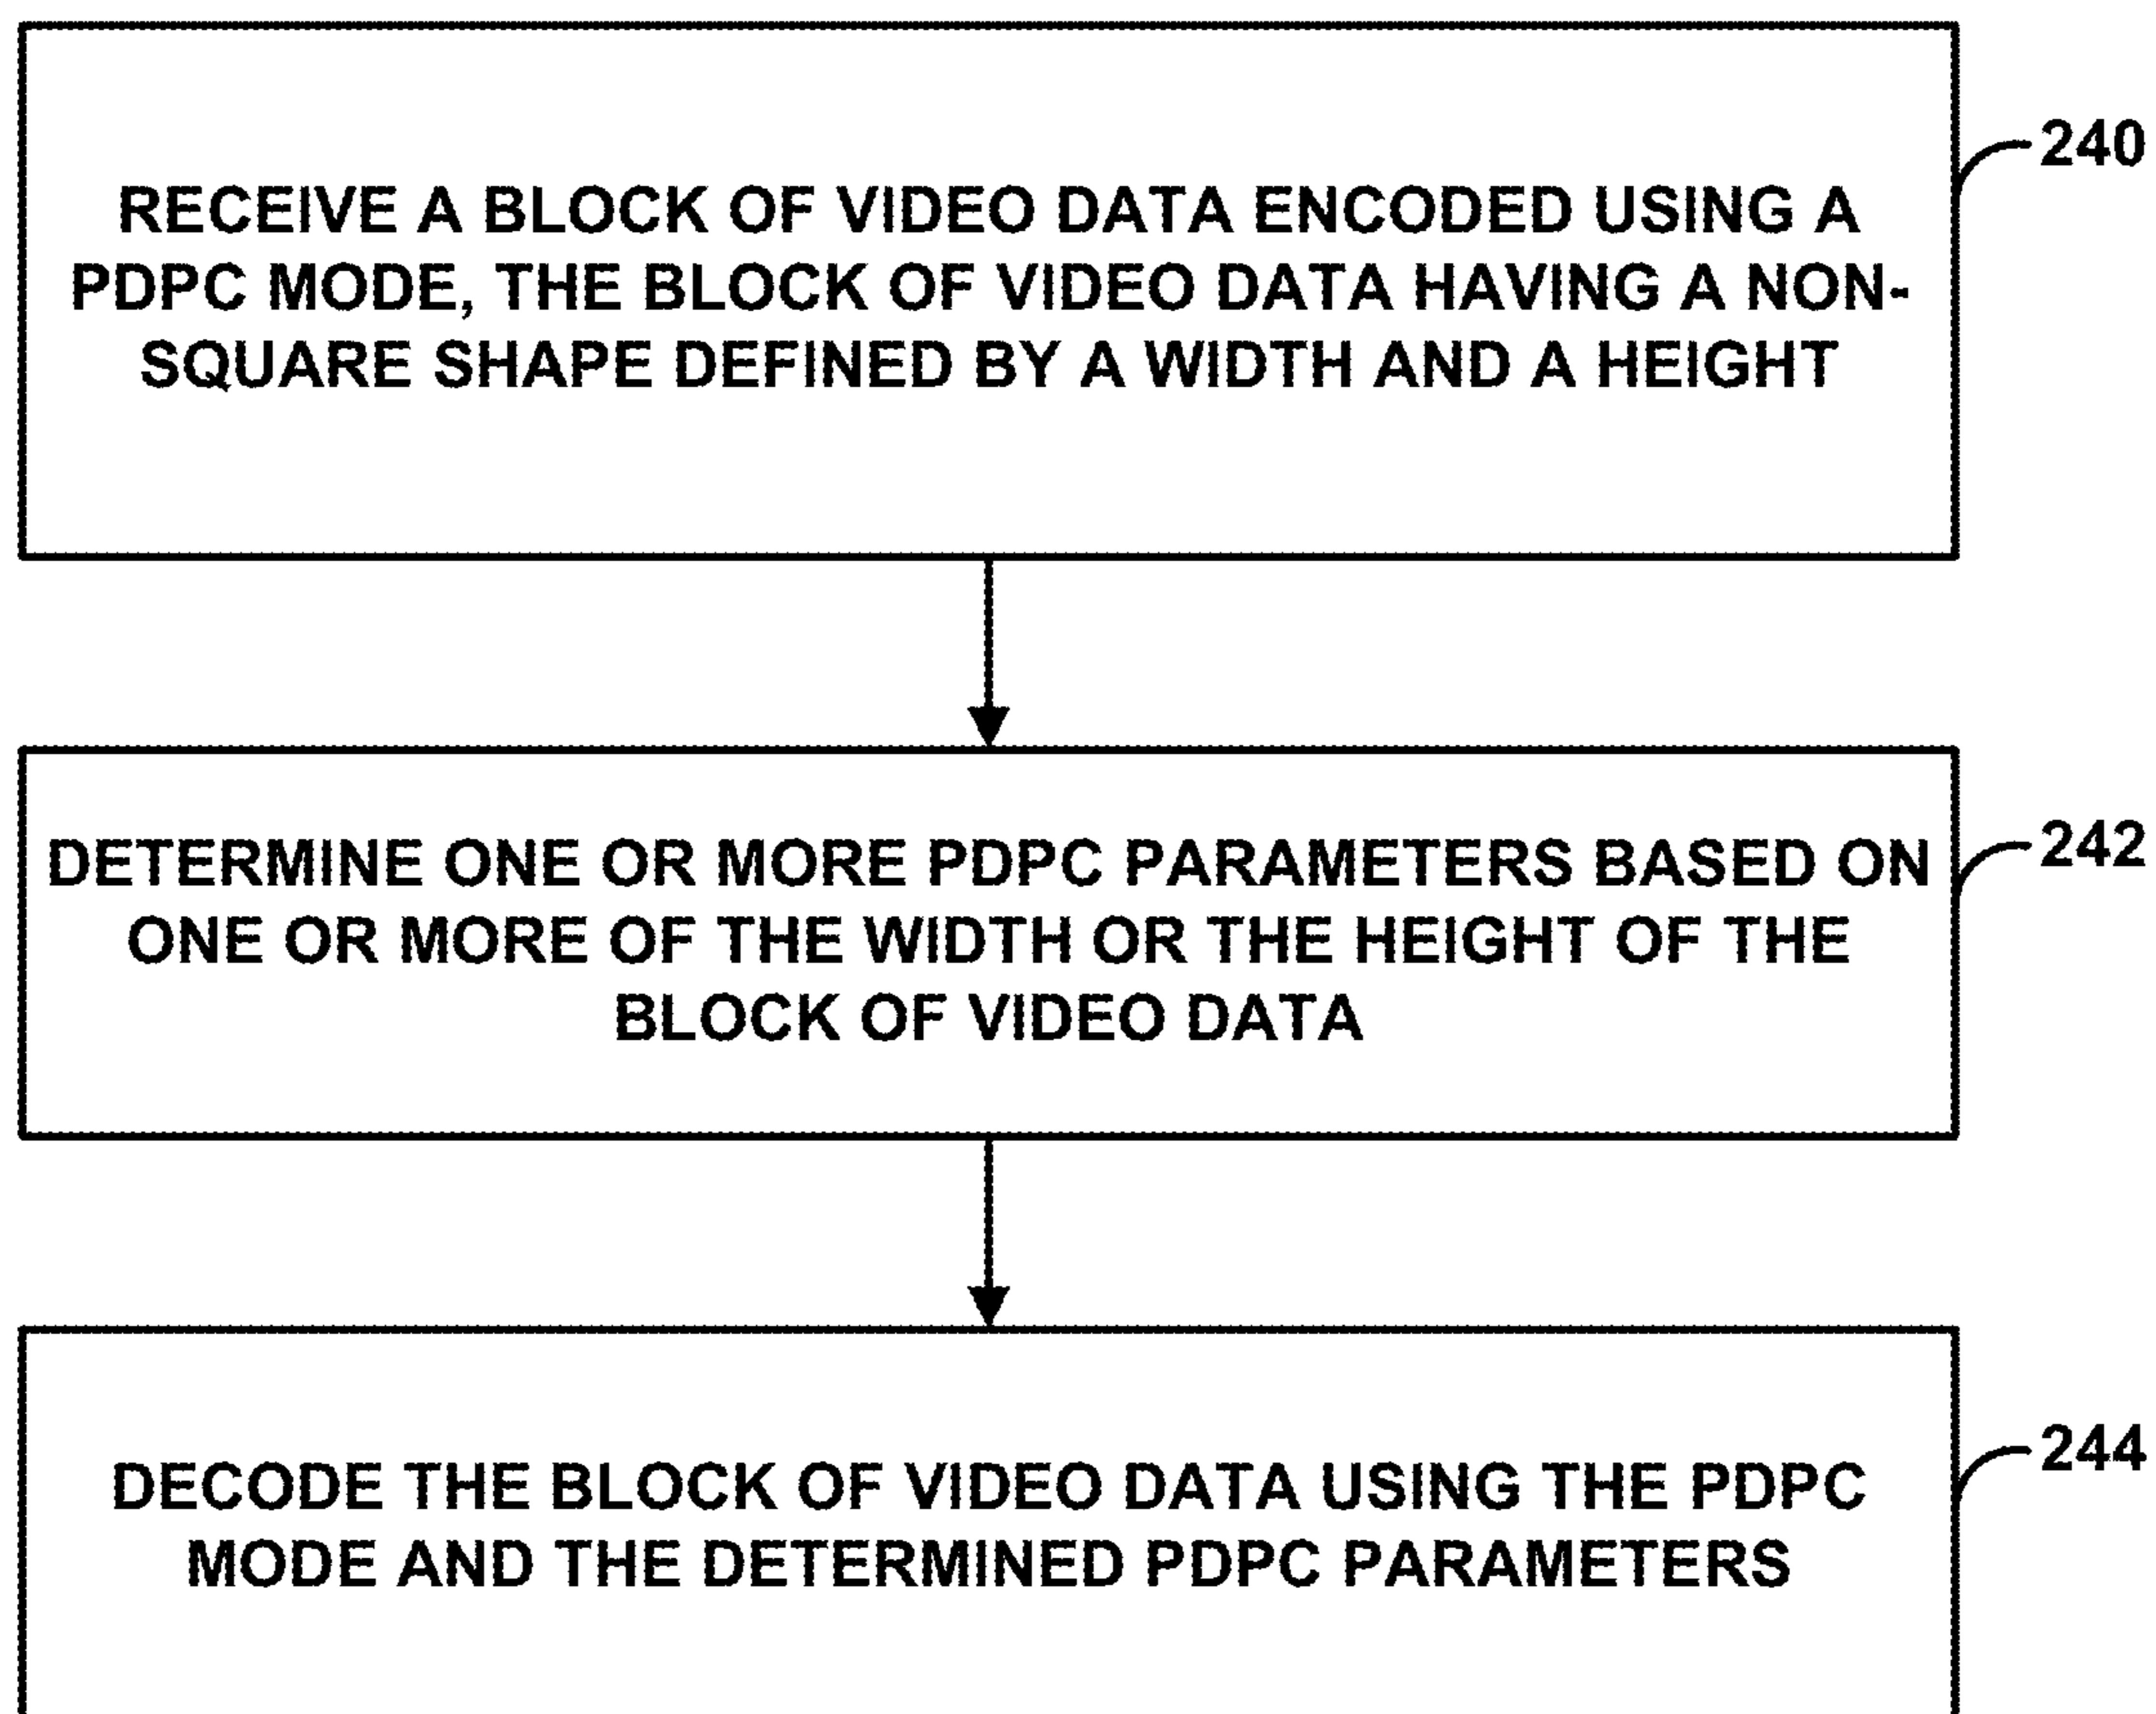 RECEIVE A BLOCK OF VIDEO DATA ENCODED USING A
PDPC MODE, THE BLOCK OF VIDEO DATA HAVING A NON-
SQUARE SHAPE DEFINED BY A WIDTH AND A HEIGHT
240
DETERMINE ONE OR MORE PDPC PARAMETERS BASED ON
ONE OR MORE OF THE WIDTH OR THE HEIGHT OF THE
BLOCK OF VIDEO DATA
242
DECODE THE BLOCK OF VIDEO DATA USING THE PDPC
MODE AND THE DETERMINED PDPC PARAMETERS
244